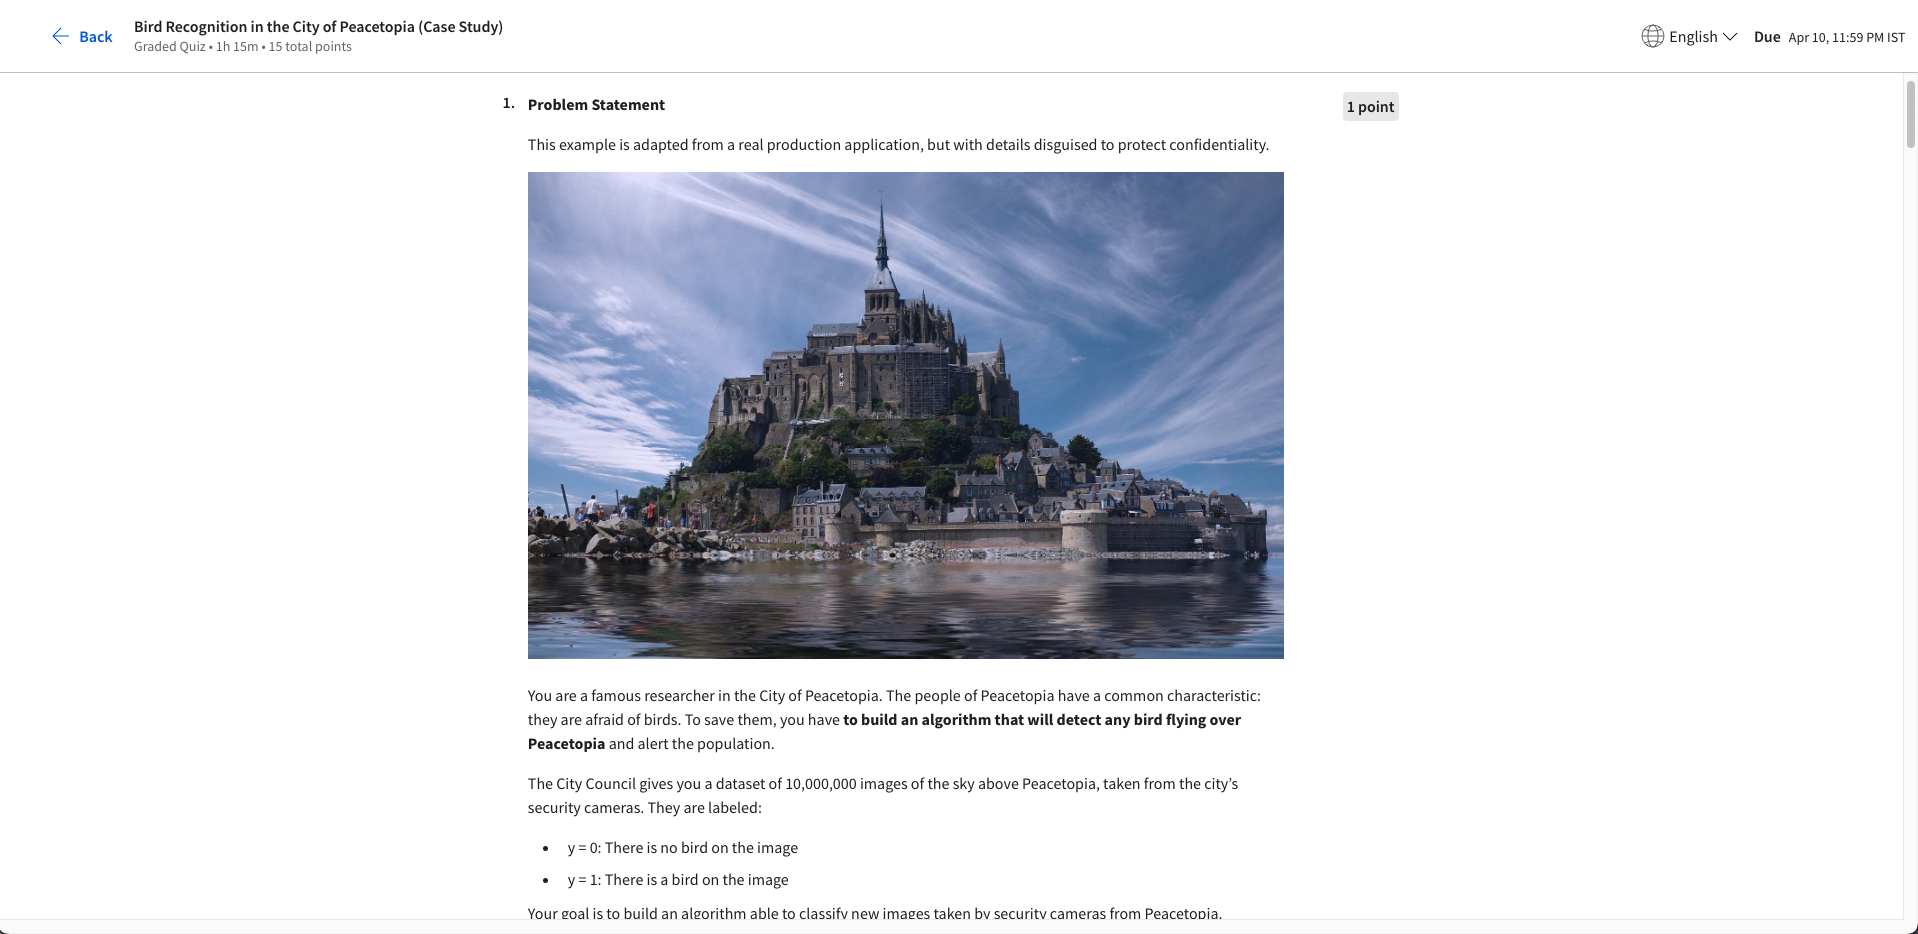 Back
Bird Recognition in the City of Peacetopia (Case Study)
Graded Quiz • 1h 15m • 15 total points
English
Due Apr 10, 11:59 PM IST
1. Problem Statement
1 point
This example is adapted from a real production application, but with details disguised to protect confidentiality.
You are a famous researcher in the City of Peacetopia. The people of Peacetopia have a common characteristic:
they are afraid of birds. To save them, you have to build an algorithm that will detect any bird flying over
Peacetopia and alert the population.
The City Council gives you a dataset of 10,000,000 images of the sky above Peacetopia, taken from the city’s
security cameras. They are labeled:
• y = 0: There is no bird on the image
• y = 1: There is a bird on the image
Your goal is to build an algorithm able to classify new images taken by security cameras from Peacetopia.